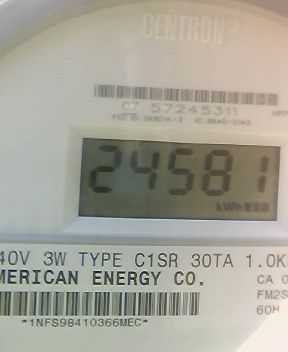 CENTRON®
C7 57245311
24581
kWh
40V 3W TYPE C1SR 30TA 1.0K
MERICAN ENERGY CO.
CA 0
FM2S
60H
*1NFS98410366MEC*